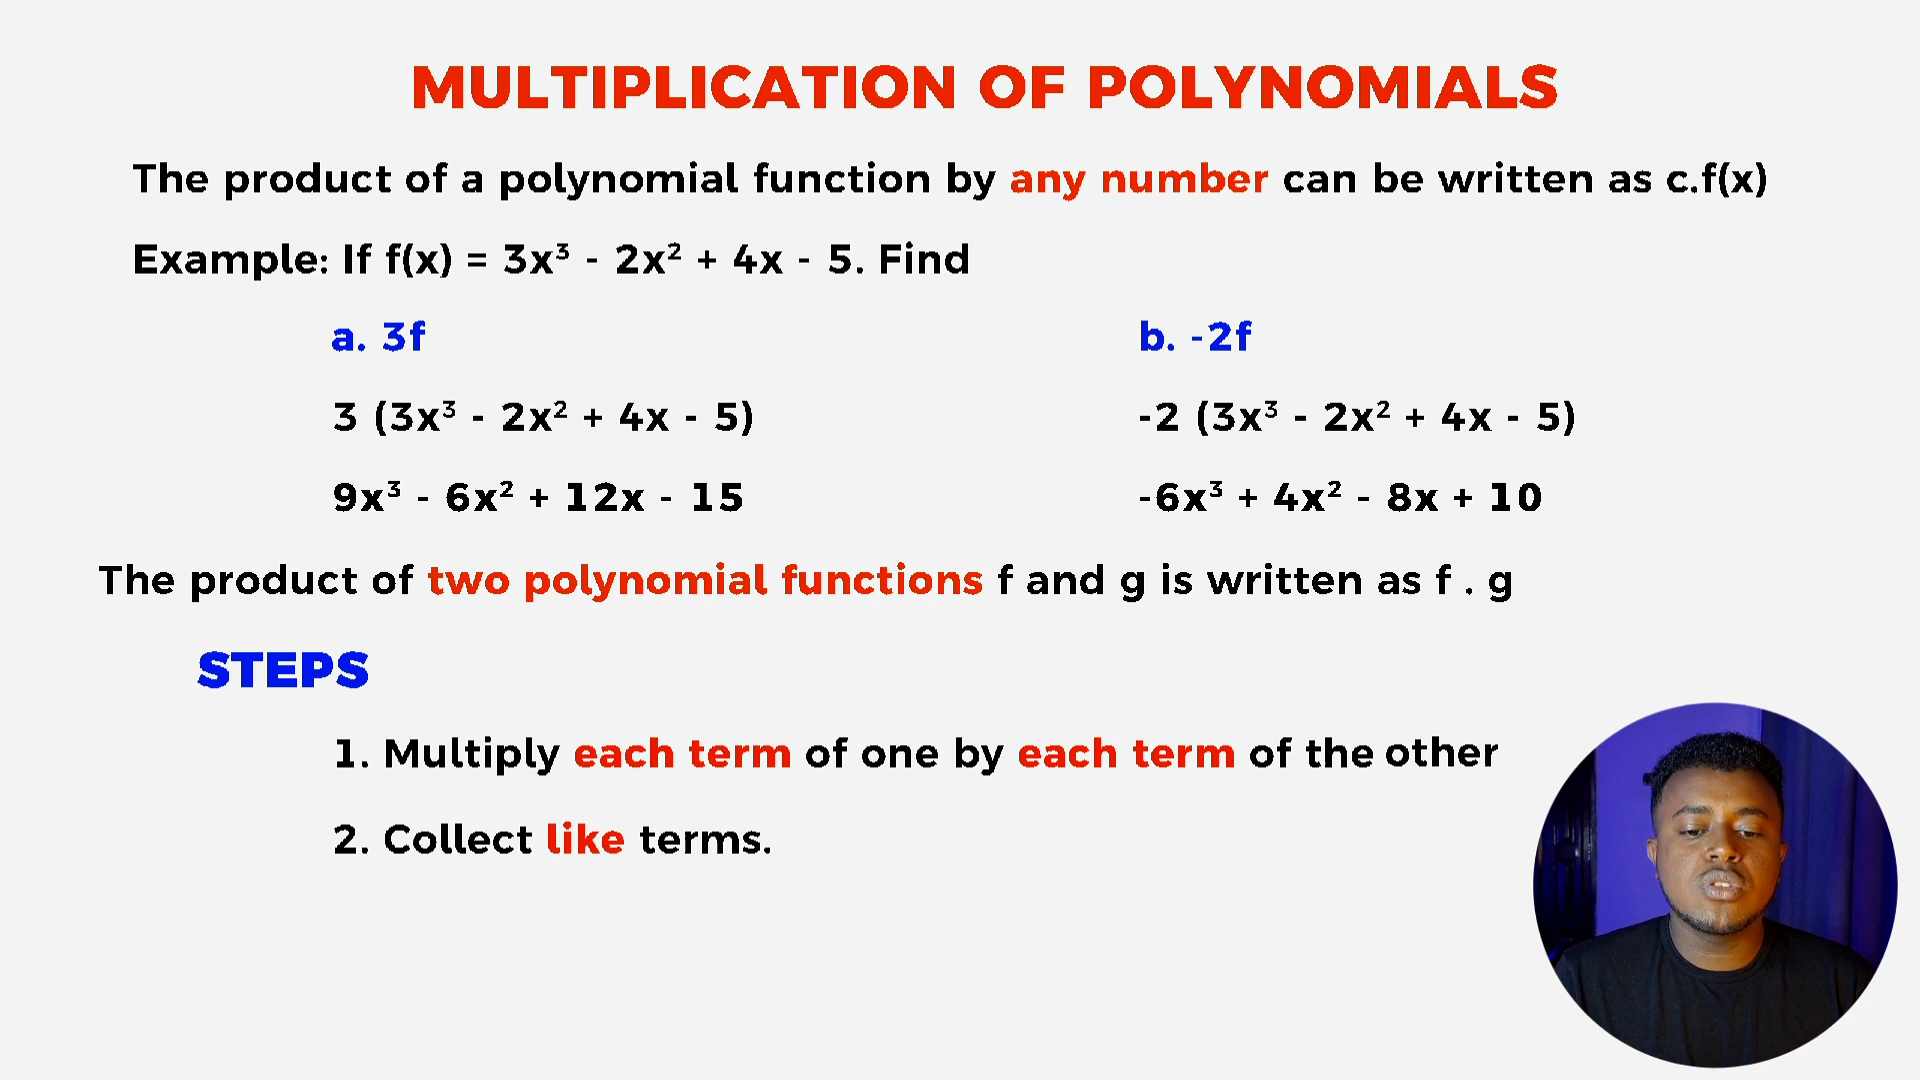 MULTIPLICATION OF POLYNOMIALS
The product of a polynomial function by any number can be written as c.f(x)
Example: If f(x) = 3x³ - 2x² + 4x - 5. Find
a. 3f
b. -2f
3 (3x³ - 2x² + 4x - 5)
-2 (3x³ - 2x² + 4x - 5)
9x³ - 6x² + 12x - 15
-6x³ + 4x² - 8x + 10
The product of two polynomial functions f and g is written as f . g
STEPS
1. Multiply each term of one by each term of the other
2. Collect like terms.